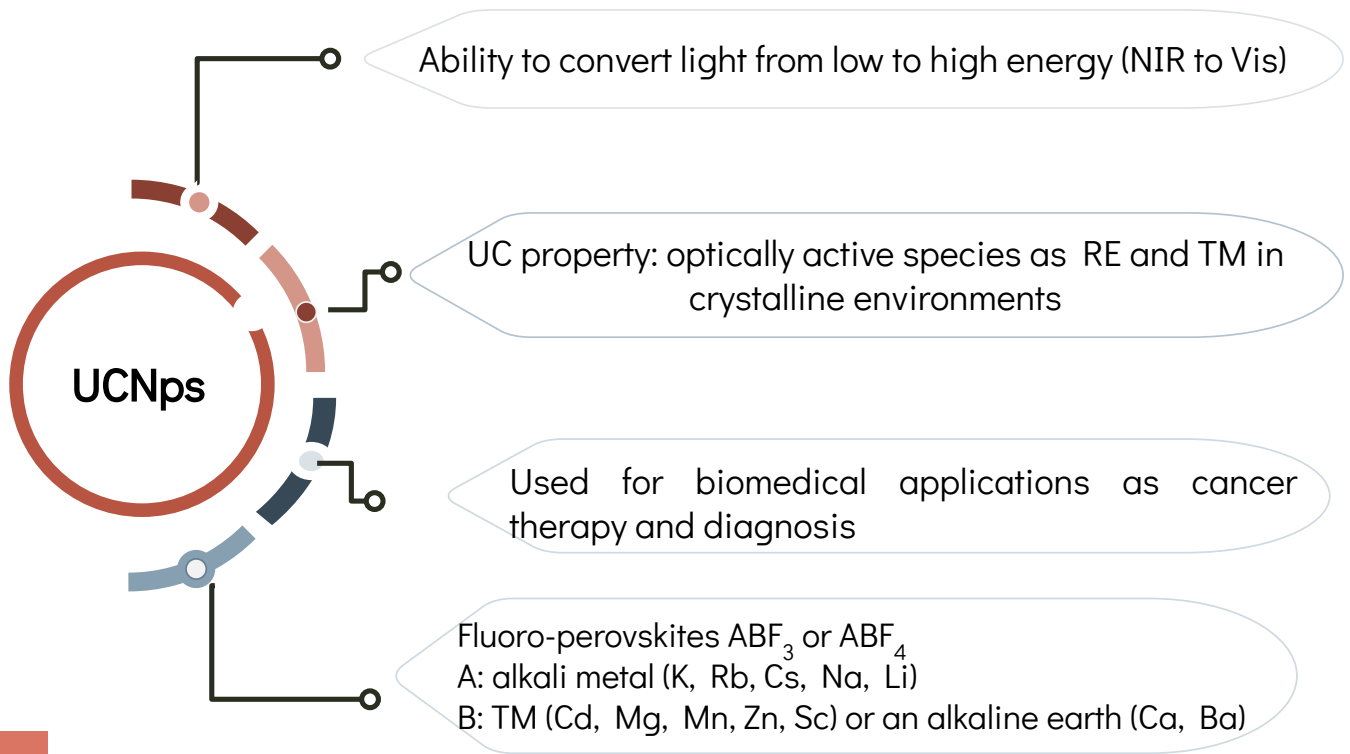 Ability to convert light from low to high energy (NIR to Vis)
UC property: optically active species as RE and TM in
crystalline environments
UCNps
Used for biomedical applications as cancer
therapy and diagnosis
Fluoro-perovskites ABF₃ or ABF₄
A: alkali metal (K, Rb, Cs, Na, Li)
B: TM (Cd, Mg, Mn, Zn, Sc) or an alkaline earth (Ca, Ba)